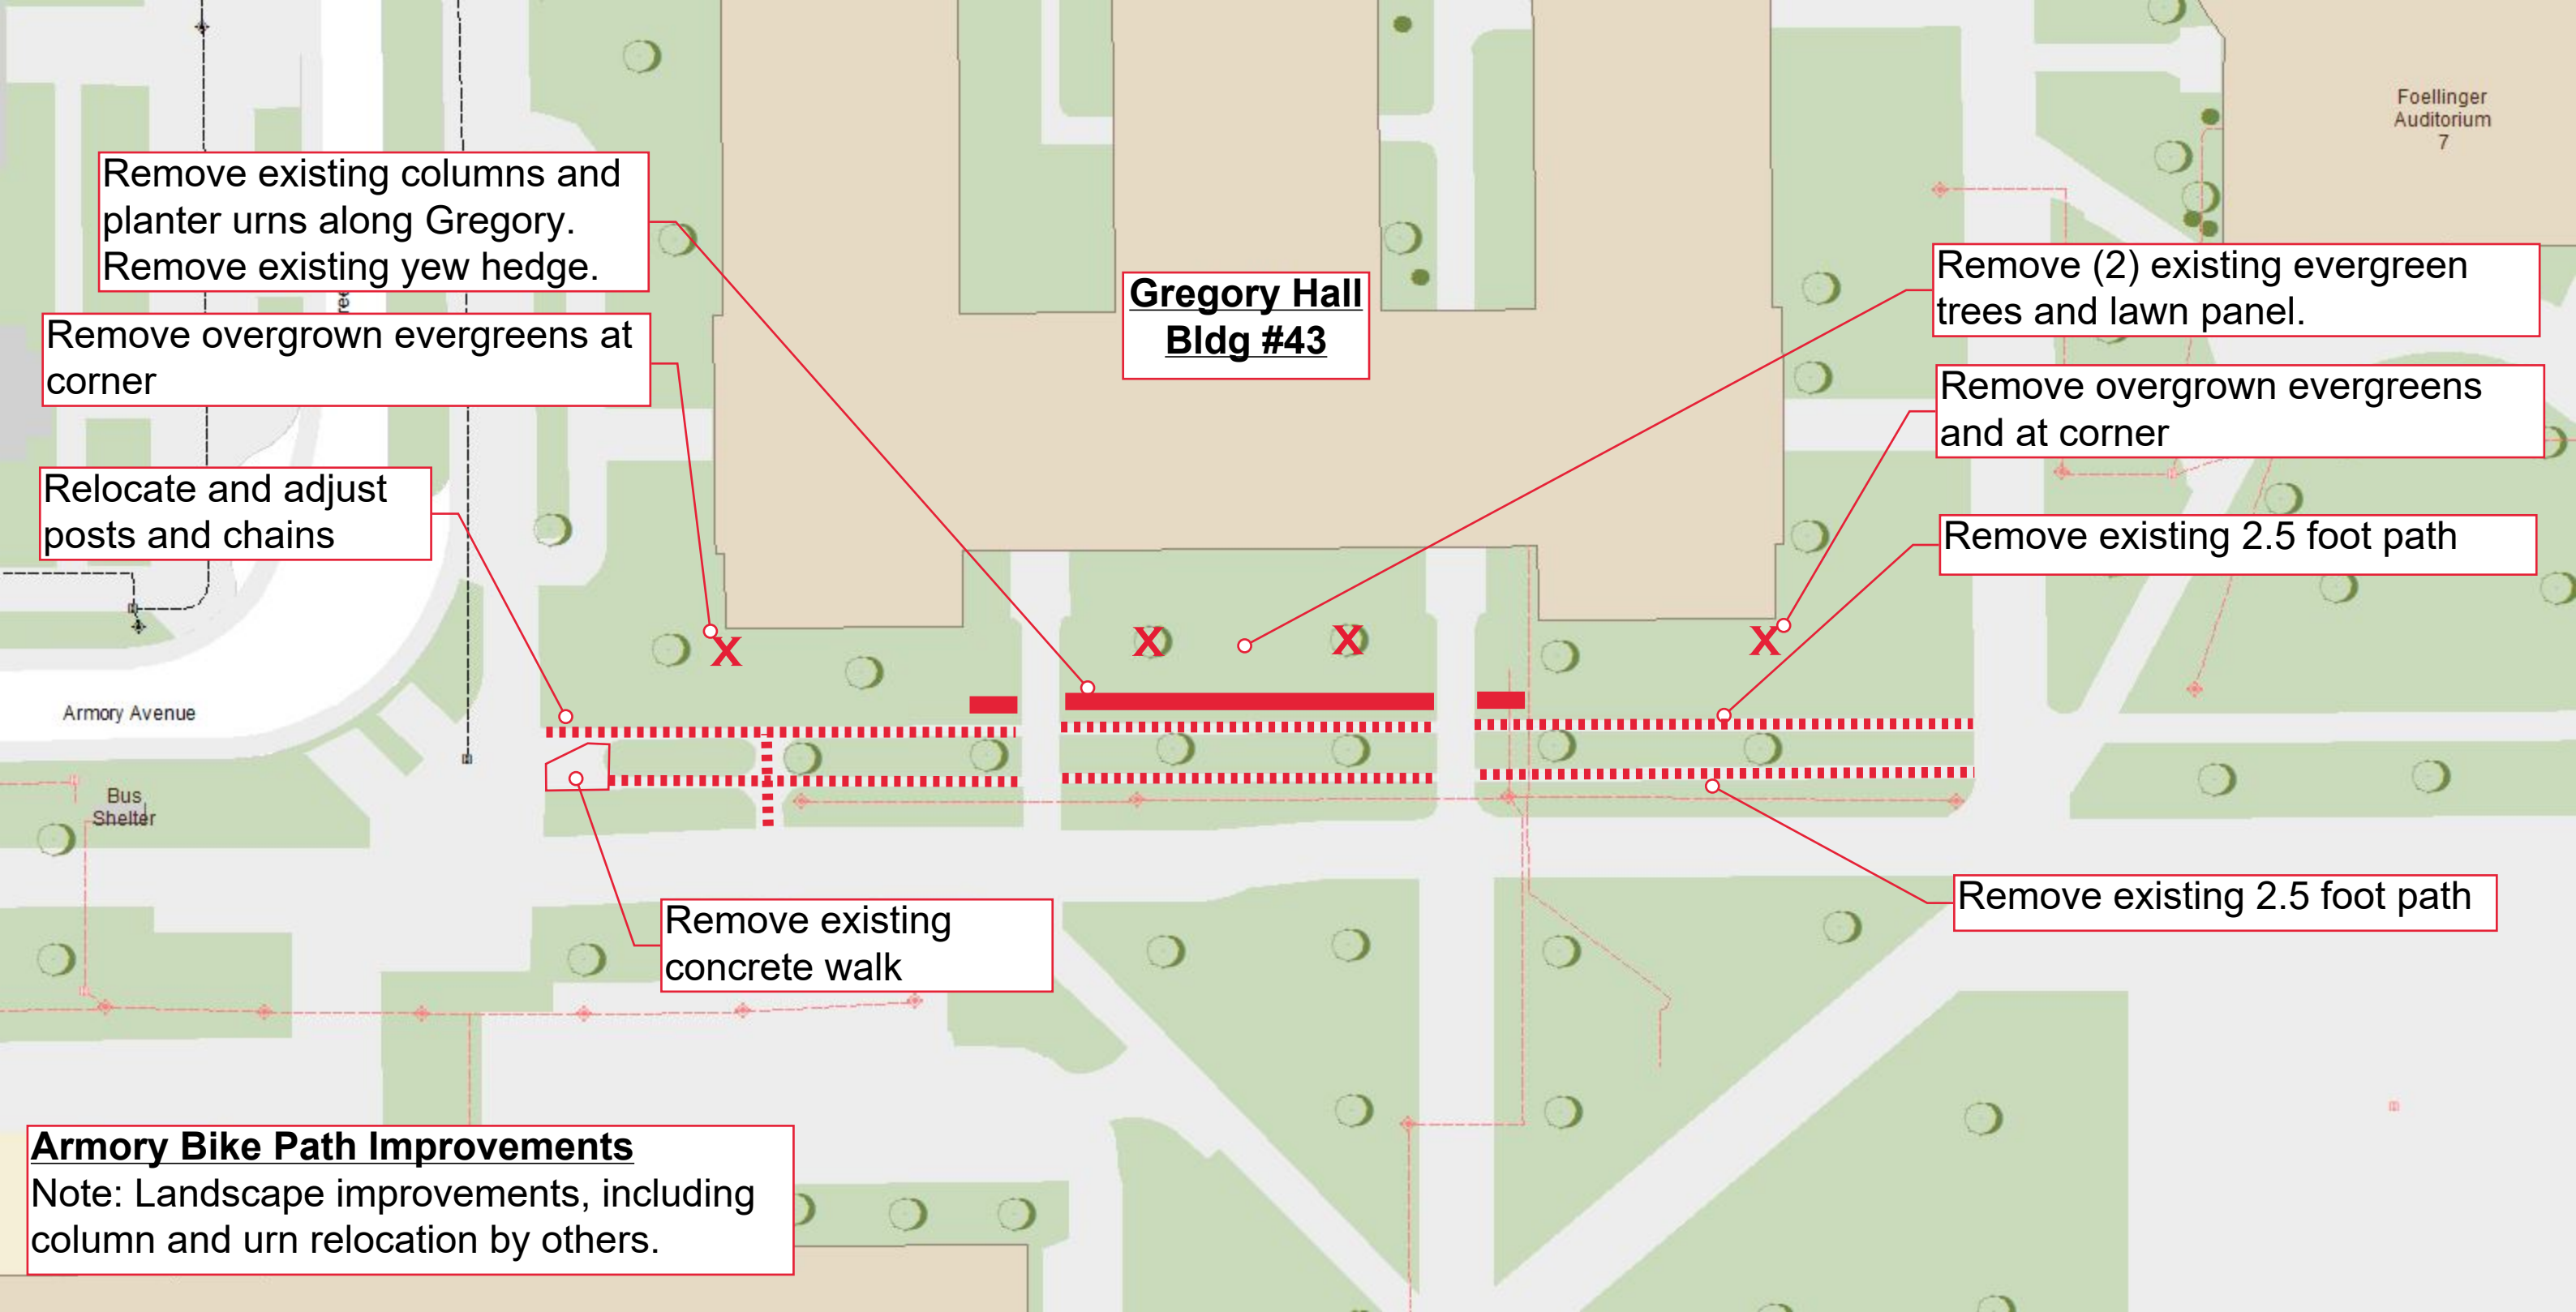 Foellinger
Auditorium
7
Remove existing columns and
planter urns along Gregory.
Remove existing yew hedge.
Remove overgrown evergreens at
corner
Relocate and adjust
posts and chains
Gregory Hall
Bldg #43
Remove (2) existing evergreen
trees and lawn panel.
Remove overgrown evergreens
and at corner
Remove existing 2.5 foot path
X
X
X
X
Armory Avenue
Bus
Shelter
Remove existing 2.5 foot path
Remove existing
concrete walk
Armory Bike Path Improvements
Note: Landscape improvements, including
column and urn relocation by others.